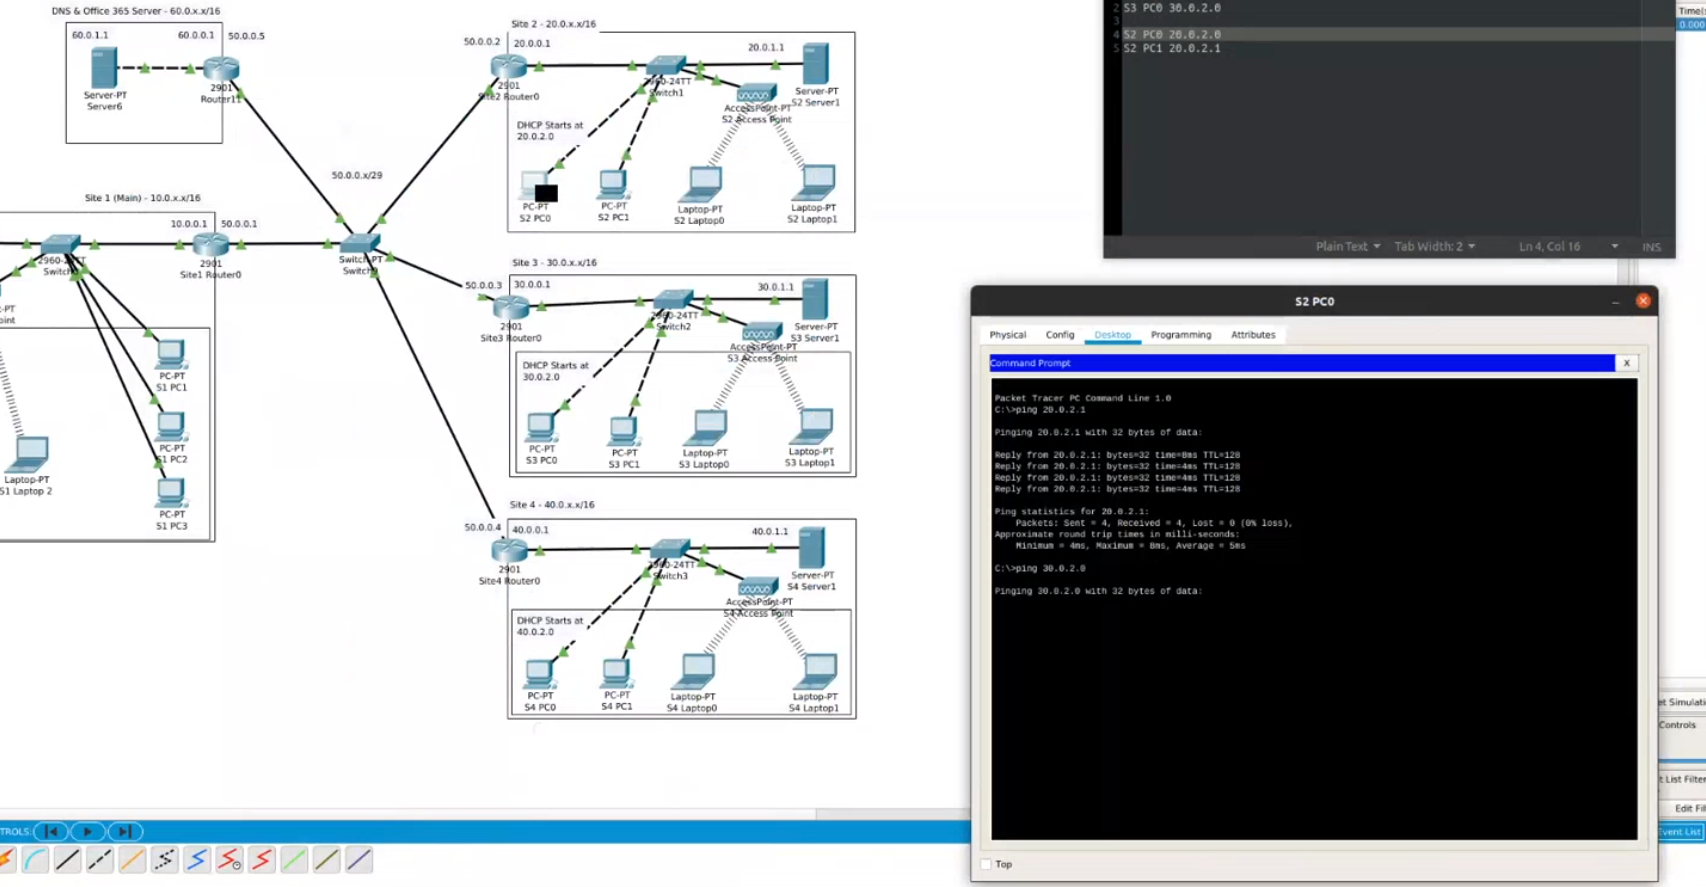 DNS & Office 365 Server - 60.0.x.x/16
60.0.1.1
60.0.0.1
50.0.0.5
Server-PT
Server6
2901
Router11
50.0.0.x/29
Site 1 (Main) - 10.0.x.x/16
10.0.0.1
50.0.0.1
2960-24TT
2901
Site1 Router0
Switch-PT
PC-PT
S1 PC1
PC-PT
S1 PC2
PC-PT
S1 PC3
Laptop-PT
S1 Laptop 2
Site 2 - 20.0.x.x/16
50.0.0.2
20.0.0.1
20.0.1.1
2901
Site2 Router0
2960-24TT
Switch1
Server-PT
S2 Server1
AccessPoint-PT
S2 Access Point
DHCP Starts at
20.0.2.0
PC-PT
S2 PC0
PC-PT
S2 PC1
Laptop-PT
S2 Laptop0
Laptop-PT
S2 Laptop1
Site 3 - 30.0.x.x/16
50.0.0.3
30.0.0.1
30.0.1.1
2901
Site3 Router0
2960-24TT
Switch2
Server-PT
S3 Server1
AccessPoint-PT
S3 Access Point
DHCP Starts at
30.0.2.0
PC-PT
S3 PC0
PC-PT
S3 PC1
Laptop-PT
S3 Laptop0
Laptop-PT
S3 Laptop1
Site 4 - 40.0.x.x/16
50.0.0.4
40.0.0.1
40.0.1.1
2901
Site4 Router0
2960-24TT
Switch3
Server-PT
S4 Server1
AccessPoint-PT
S4 Access Point
DHCP Starts at
40.0.2.0
PC-PT
S4 PC0
PC-PT
S4 PC1
Laptop-PT
S4 Laptop0
Laptop-PT
S4 Laptop1
2 S3 PC0 30.0.2.0
3
4 S2 PC0 20.0.2.0
5 S2 PC1 20.0.2.1
Plain Text Tab Width: 2 Ln 4, Col 16 INS
Time(s
0.000
S2 PC0
Physical Config Desktop Programming Attributes
Command Prompt
X
Packet Tracer PC Command Line 1.0
C:\>ping 20.0.2.1
Pinging 20.0.2.1 with 32 bytes of data:
Reply from 20.0.2.1: bytes=32 time=8ms TTL=128
Reply from 20.0.2.1: bytes=32 time=4ms TTL=128
Reply from 20.0.2.1: bytes=32 time=4ms TTL=128
Reply from 20.0.2.1: bytes=32 time=4ms TTL=128
Ping statistics for 20.0.2.1:
Packets: Sent = 4, Received = 4, Lost = 0 (0% loss),
Approximate round trip times in milli-seconds:
Minimum = 4ms, Maximum = 8ms, Average = 5ms
C:\>ping 30.0.2.0
Pinging 30.0.2.0 with 32 bytes of data:
Top
et Simulati
Controls
t List Filter
Edit Fi
Event List
TROLS: